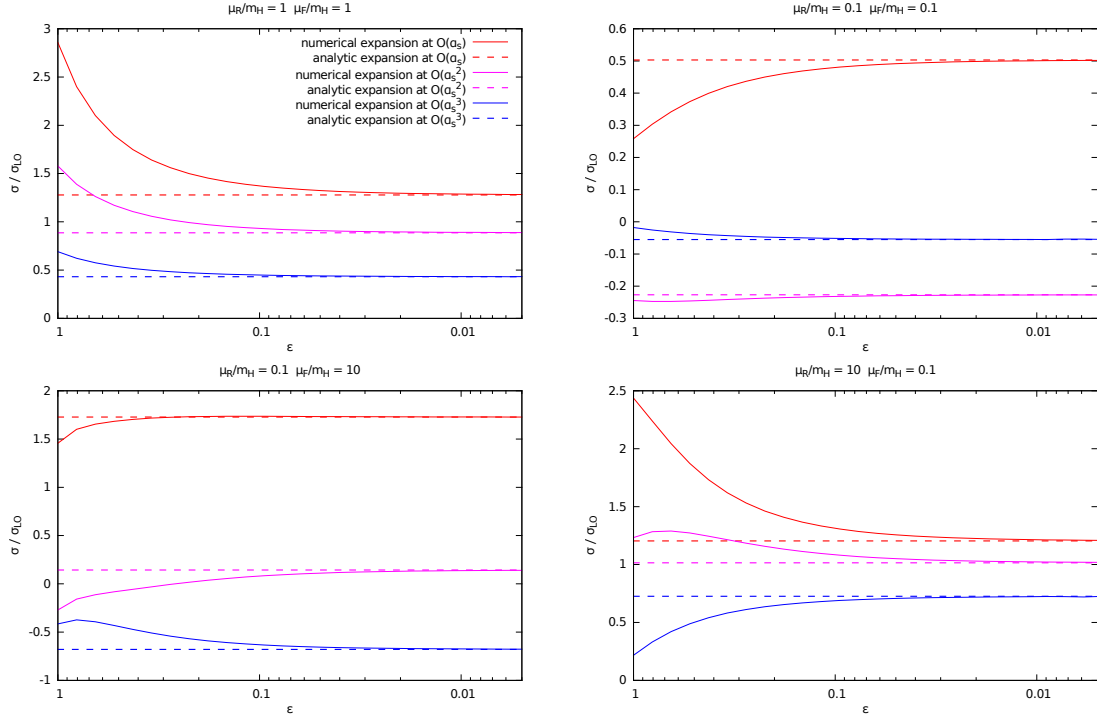 μR/mH = 1 μF/mH = 1
3
2.5
2
1.5
1
0.5
0
σ / σLO
numerical expansion at O(αs)
analytic expansion at O(αs)
numerical expansion at O(αs²)
analytic expansion at O(αs²)
numerical expansion at O(αs³)
analytic expansion at O(αs³)
1 0.1 0.01
ε
μR/mH = 0.1 μF/mH = 0.1
0.6
0.5
0.4
0.3
0.2
0.1
0
-0.1
-0.2
-0.3
σ / σLO
1 0.1 0.01
ε
μR/mH = 0.1 μF/mH = 10
2
1.5
1
0.5
0
-0.5
-1
σ / σLO
1 0.1 0.01
ε
μR/mH = 10 μF/mH = 0.1
2.5
2
1.5
1
0.5
0
σ / σLO
1 0.1 0.01
ε